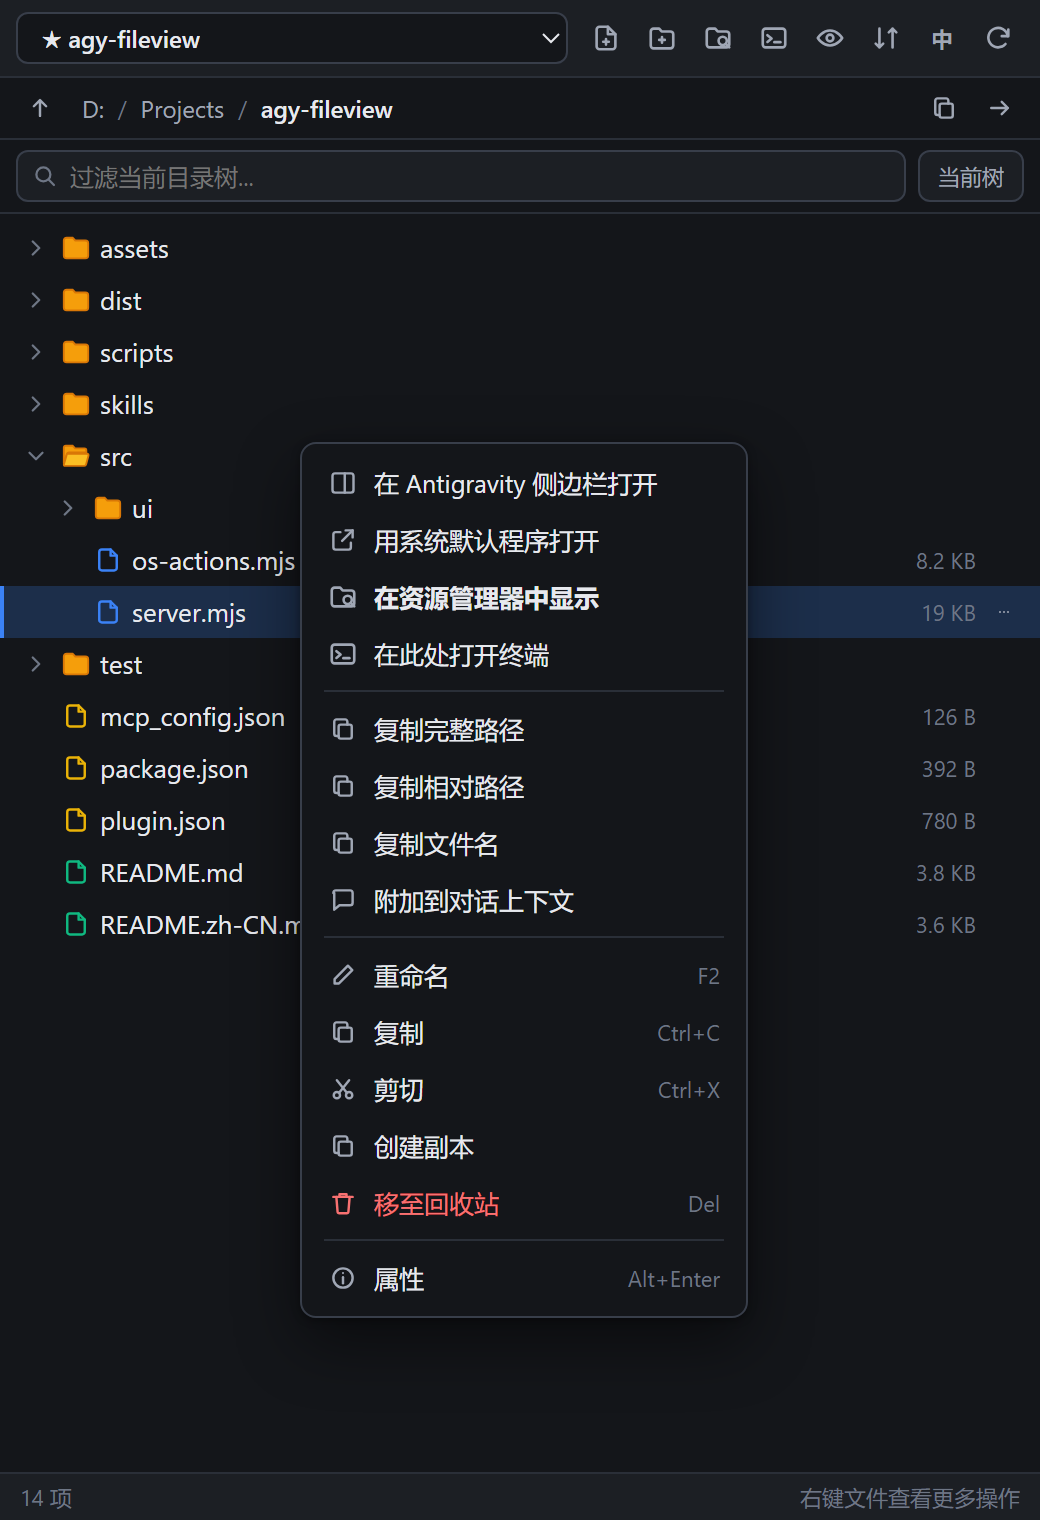 ★ agy-fileview
中
D: / Projects / agy-fileview
过滤当前目录树...
当前树
assets
dist
scripts
skills
src
ui
os-actions.mjs 8.2 KB
server.mjs 19 KB ...
test
mcp_config.json 126 B
package.json 392 B
plugin.json 780 B
README.md 3.8 KB
README.zh-CN.m 3.6 KB
在 Antigravity 侧边栏打开
用系统默认程序打开
在资源管理器中显示
在此处打开终端
复制完整路径
复制相对路径
复制文件名
附加到对话上下文
重命名 F2
复制 Ctrl+C
剪切 Ctrl+X
创建副本
移至回收站 Del
属性 Alt+Enter
14 项
右键文件查看更多操作